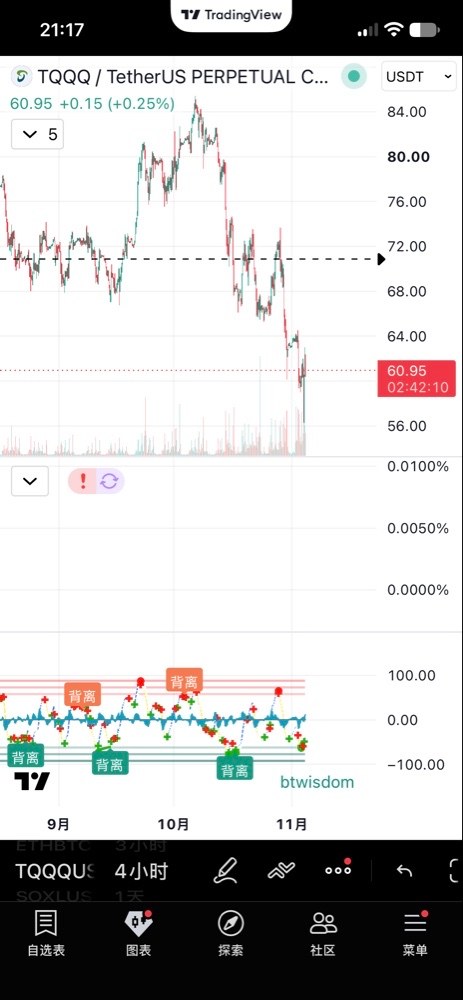 21:17
TradingView
TQQQ / TetherUS PERPETUAL C...
USDT
60.95 +0.15 (+0.25%)
5
84.00
80.00
76.00
72.00
68.00
64.00
60.95
02:42:10
56.00
0.0100%
0.0050%
0.0000%
100.00
0.00
−100.00
背离
背离
背离
背离
背离
btwisdom
9月
10月
11月
ETHBTC 3小时
TQQQUS 4小时
SOXLUS 1天
自选表
图表
探索
社区
菜单